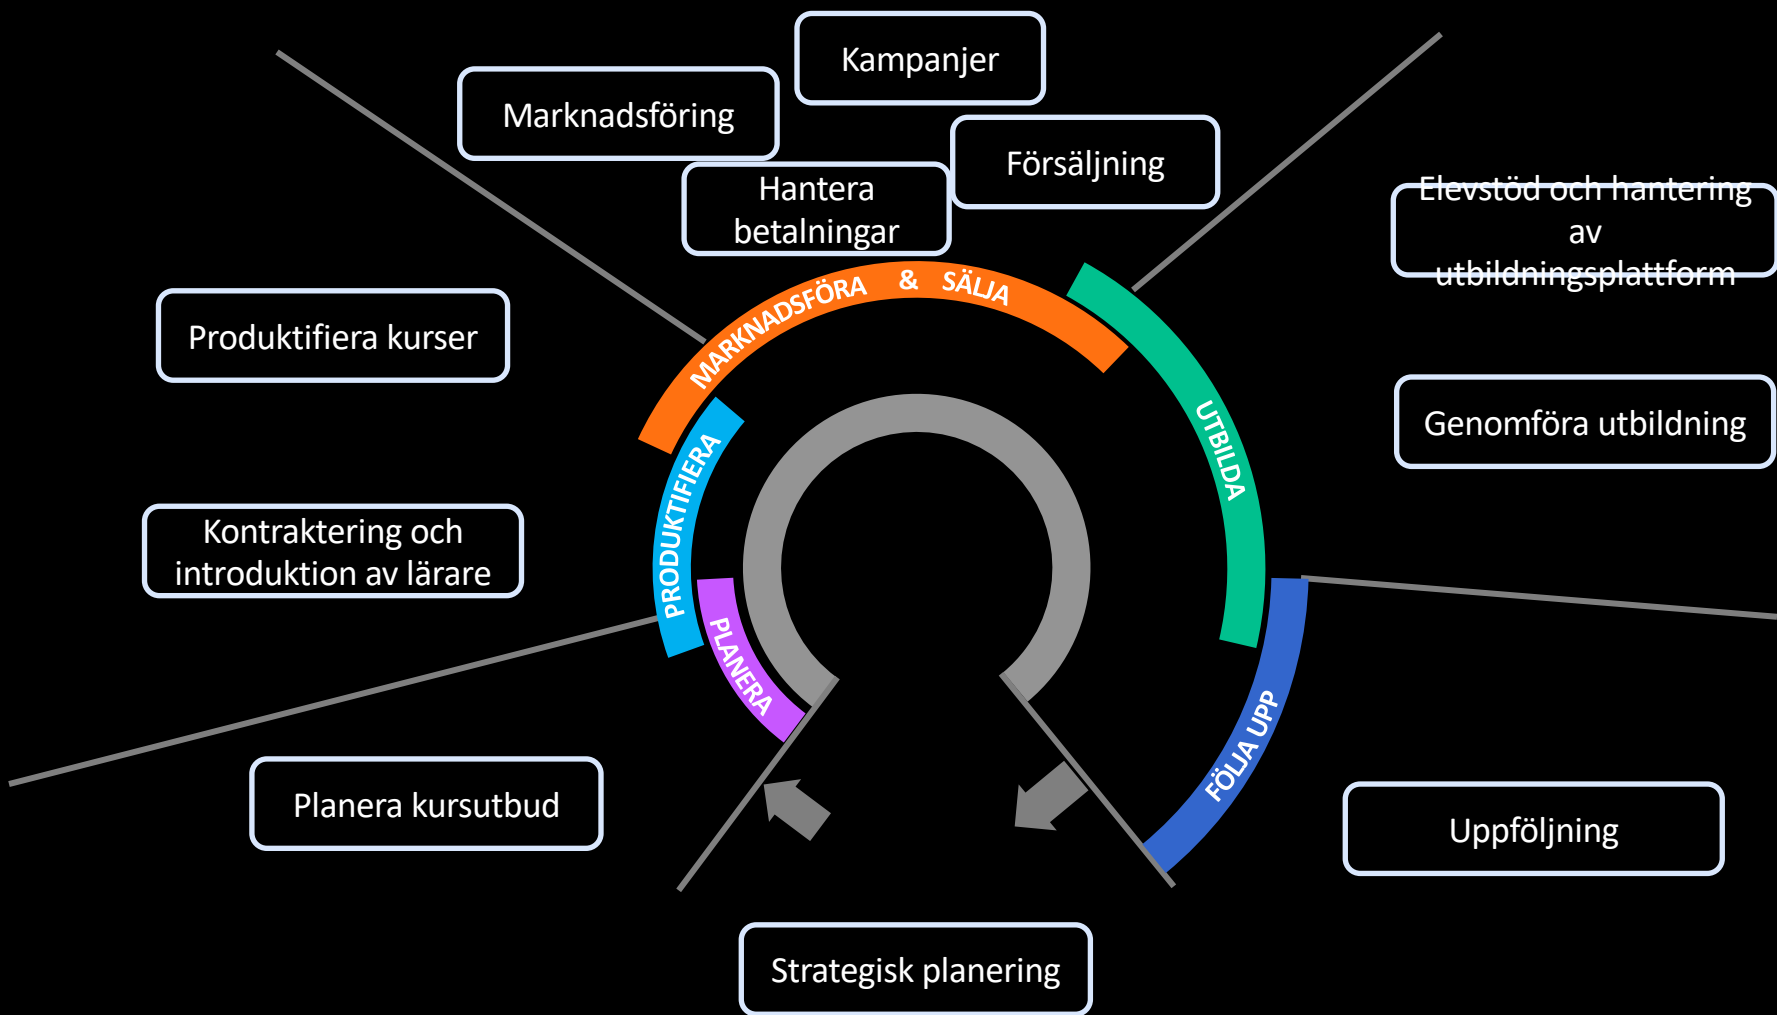 Kampanjer
Marknadsföring
Försäljning
Hantera
betalningar
Elevstöd och hantering
av
utbildningsplattform
MARKNADSFÖRA & SÄLJA
Produktifiera kurser
Genomföra utbildning
UTBILDA
PRODUKTIFIERA
Kontraktering och
introduktion av lärare
PLANERA
FÖLJA UPP
Planera kursutbud
Uppföljning
Strategisk planering